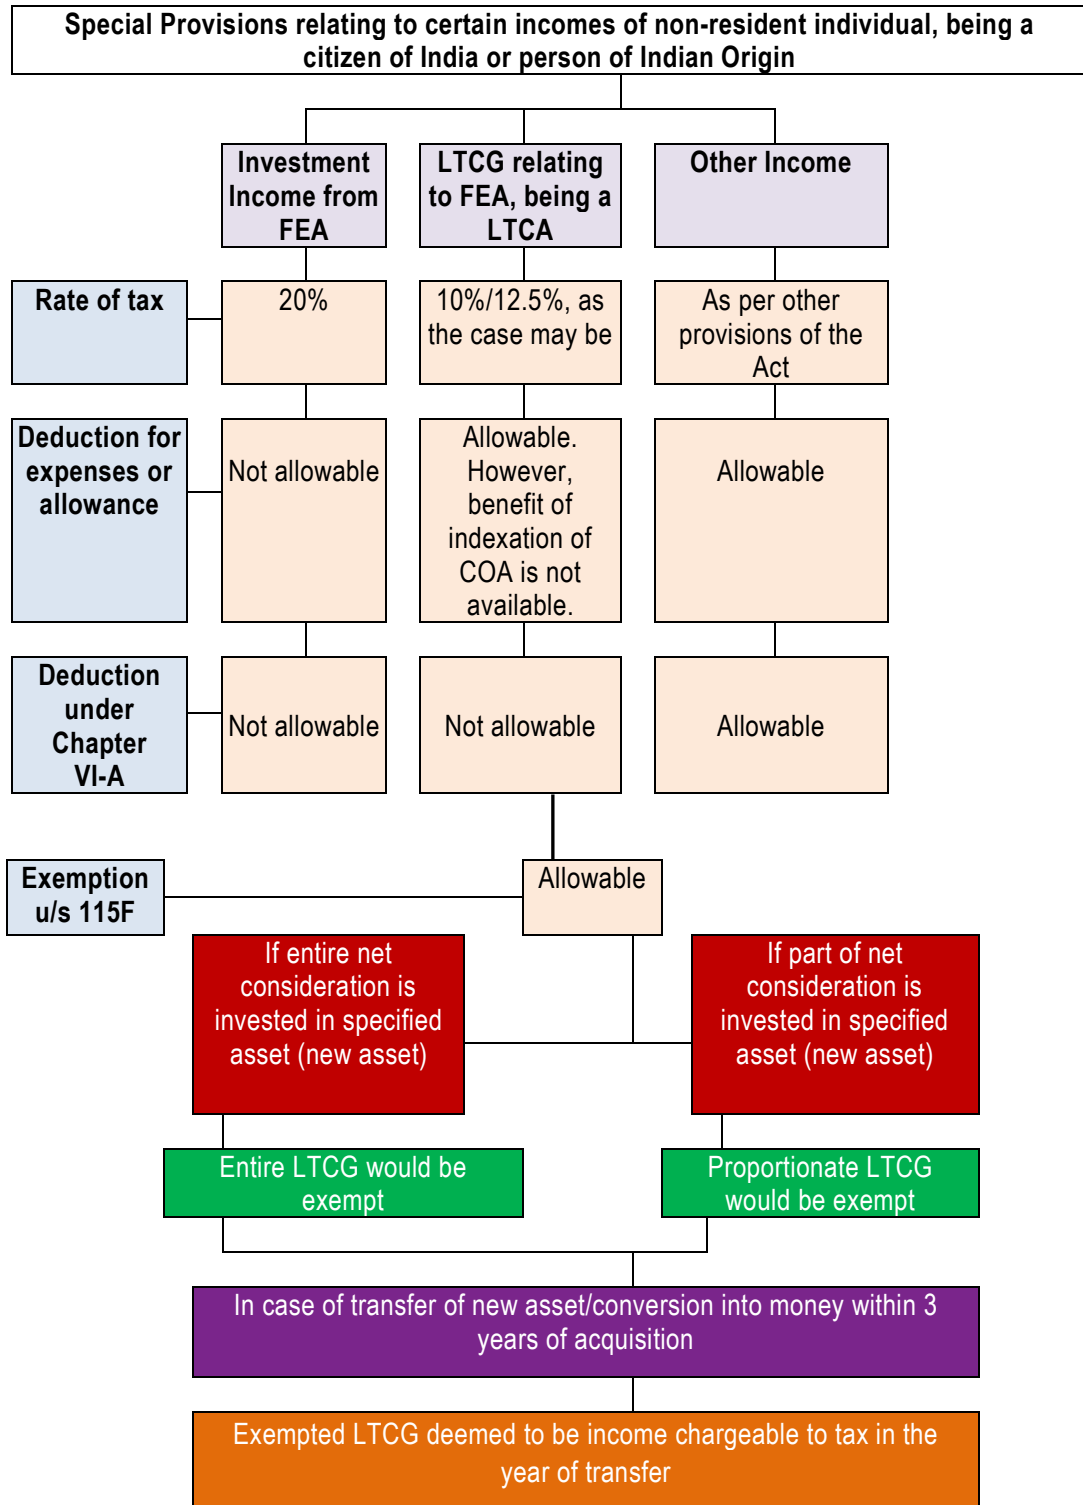 Special Provisions relating to certain incomes of non-resident individual, being a
citizen of India or person of Indian Origin
Investment
Income from
FEA
LTCG relating
to FEA, being a
LTCA
Other Income
Rate of tax
20%
10%/12.5%, as
the case may be
As per other
provisions of the
Act
Deduction for
expenses or
allowance
Not allowable
Allowable.
However,
benefit of
indexation of
COA is not
available.
Allowable
Deduction
under
Chapter
VI-A
Not allowable
Not allowable
Allowable
Exemption
u/s 115F
Allowable
If entire net
consideration is
invested in specified
asset (new asset)
If part of net
consideration is
invested in specified
asset (new asset)
Entire LTCG would be
exempt
Proportionate LTCG
would be exempt
In case of transfer of new asset/conversion into money within 3
years of acquisition
Exempted LTCG deemed to be income chargeable to tax in the
year of transfer